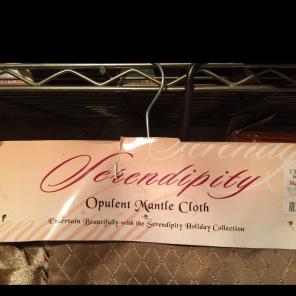 Serendipity
Opulent Mantle Cloth
Entertain Beautifully with the Serendipity Holiday Collection